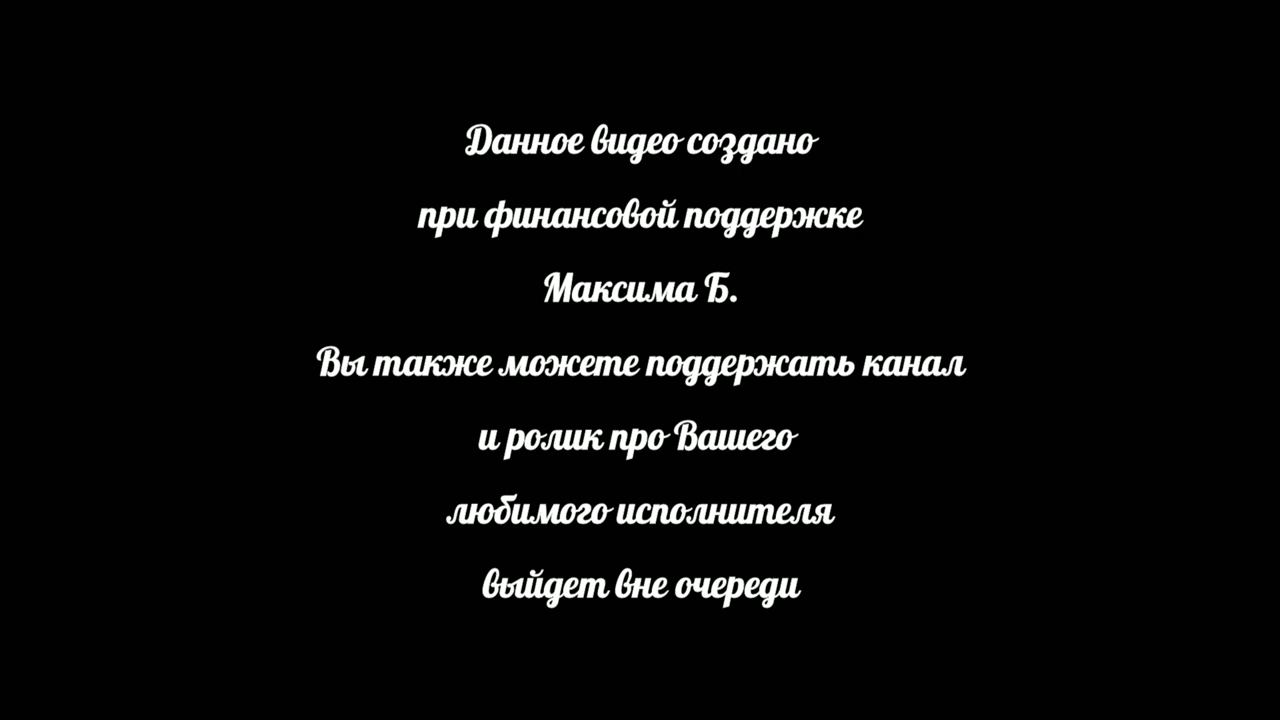 Данное видео создано
при финансовой поддержке
Максима Б.
Вы также можете поддержать канал
и ролик про Вашего
любимого исполнителя
выйдет вне очереди